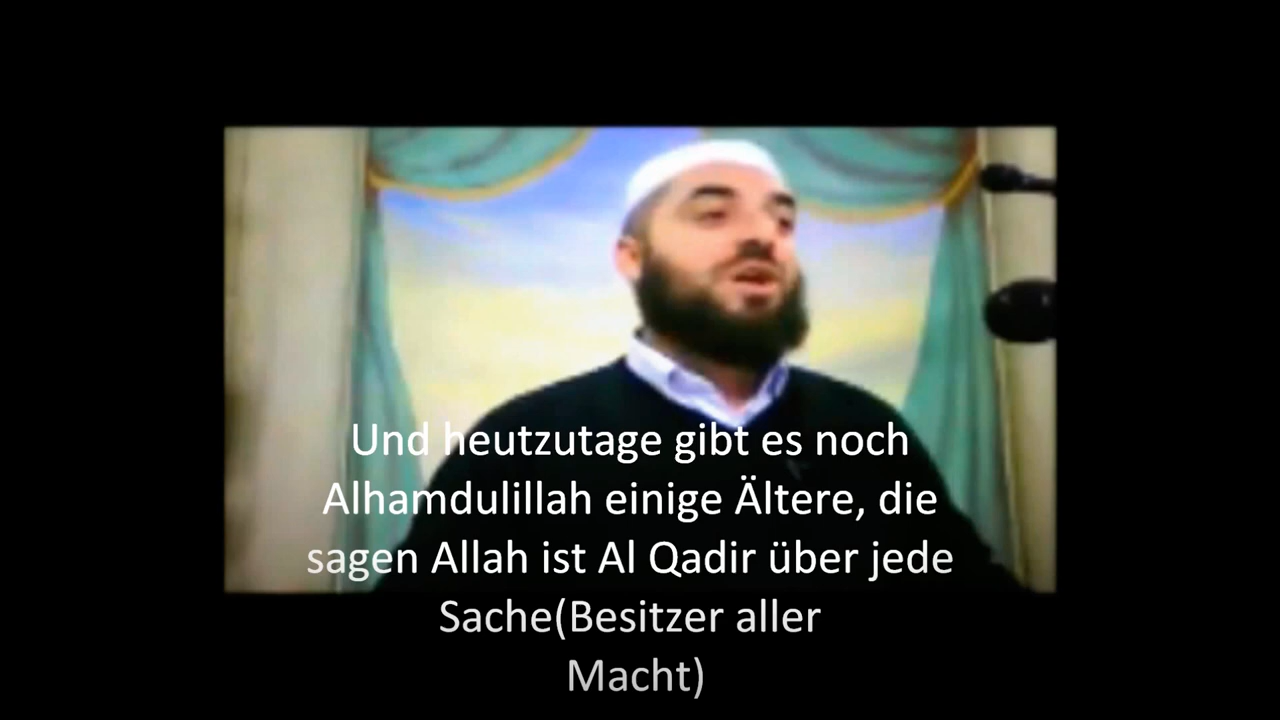 Und heutzutage gibt es noch
Alhamdulillah einige Ältere, die
sagen Allah ist Al Qadir über jede
Sache(Besitzer aller
Macht)